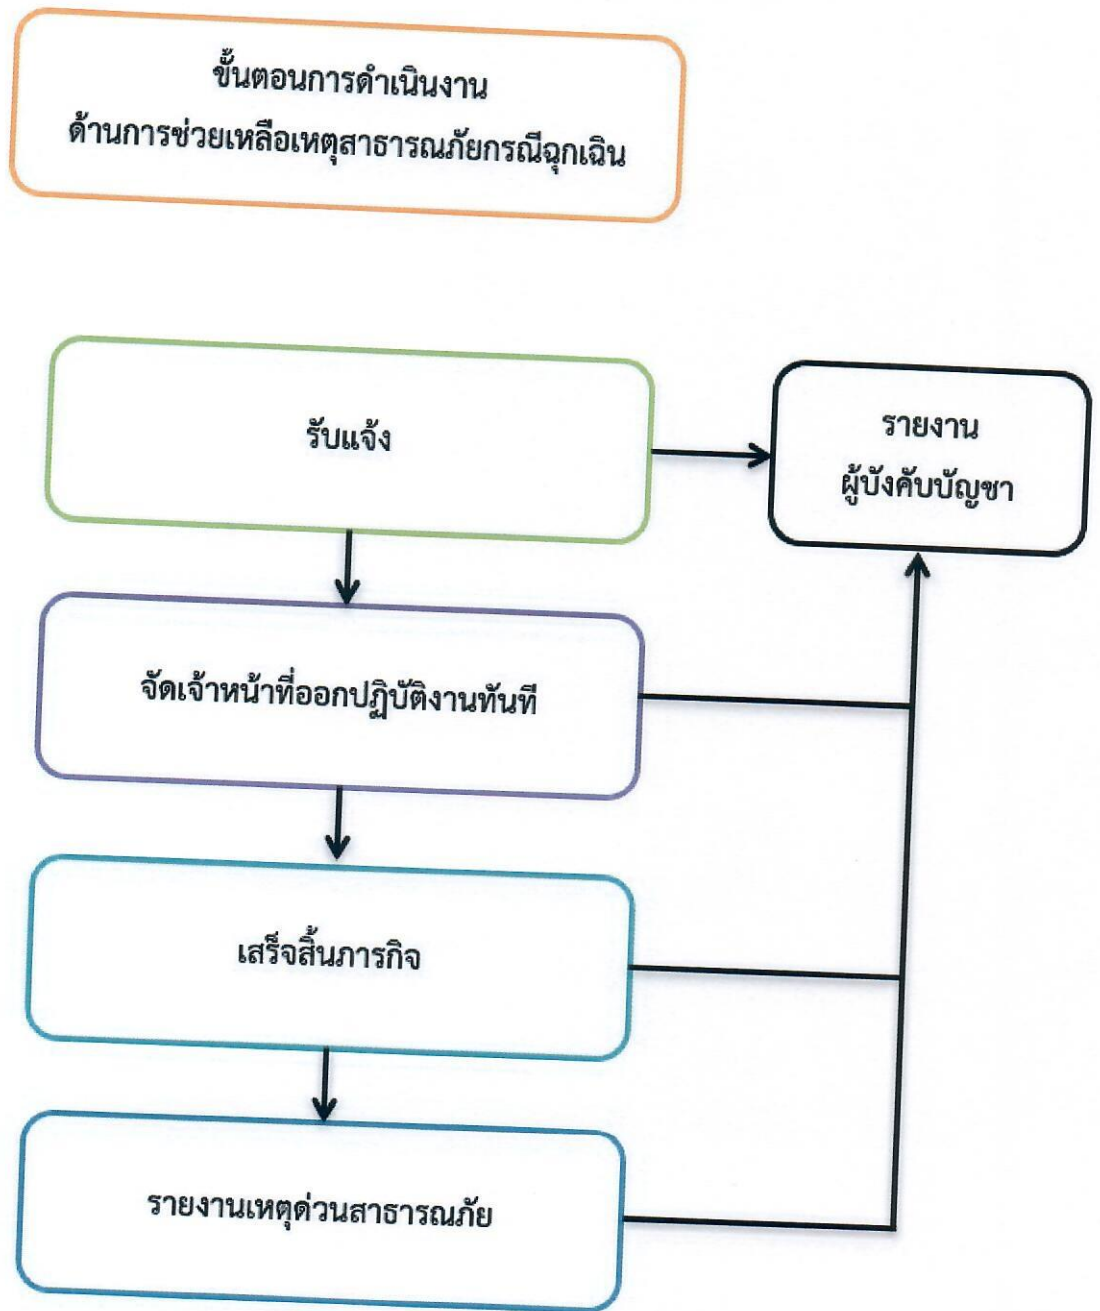 ขั้นตอนการดำเนินงาน
ด้านการช่วยเหลือเหตุสาธารณภัยกรณีฉุกเฉิน
รับแจ้ง
รายงาน
ผู้บังคับบัญชา
จัดเจ้าหน้าที่ออกปฏิบัติงานทันที
เสร็จสิ้นภารกิจ
รายงานเหตุด่วนสาธารณภัย